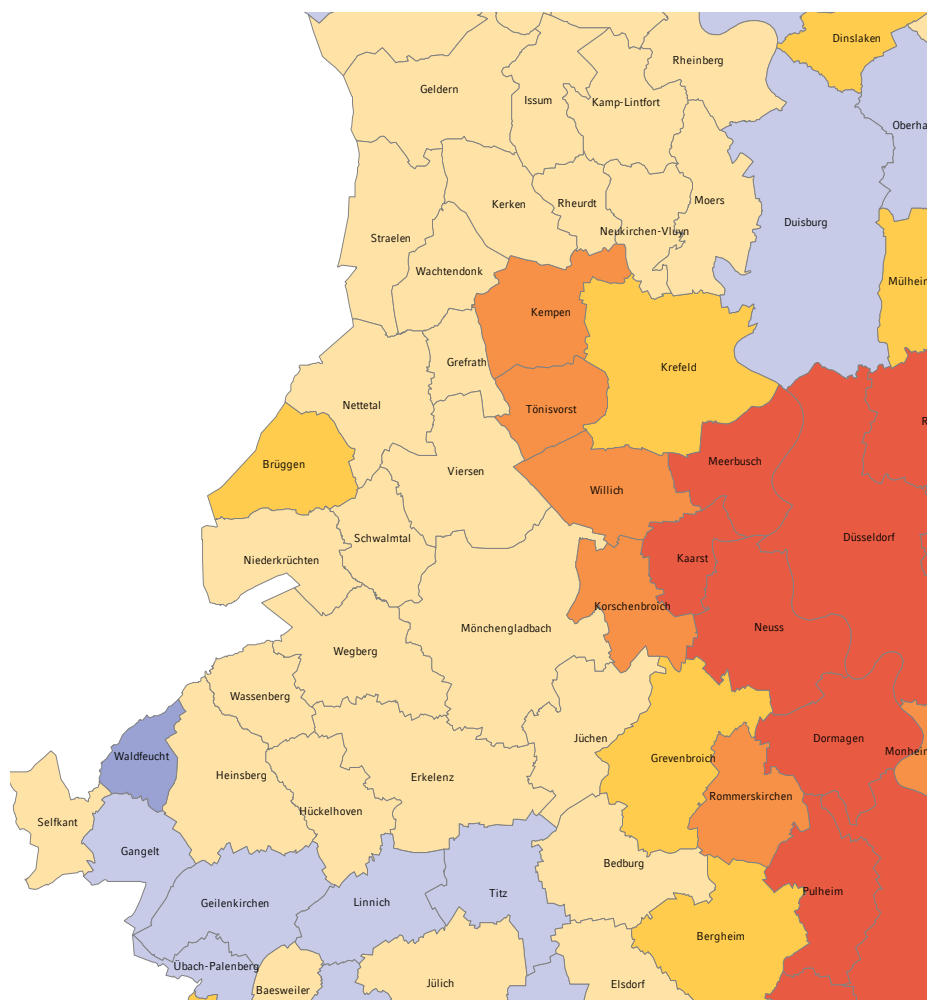 Dinslaken
Rheinberg
Geldern
Issum
Kamp-Lintfort
Oberha
Kerken
Rheurdt
Moers
Duisburg
Neukirchen-Vluyn
Straelen
Wachtendonk
Mülheir
Kempen
Grefrath
Krefeld
Nettetal
Tönisvorst
R
Brüggen
Viersen
Meerbusch
Willich
Schwalmtal
Düsseldorf
Niederkrüchten
Kaarst
Korschenbroich
Mönchengladbach
Neuss
Wegberg
Wassenberg
Jüchen
Dormagen
Waldfeucht
Grevenbroich
Monheir
Heinsberg
Erkelenz
Rommerskirchen
Hückelhoven
Selfkant
Gangelt
Bedburg
Pulheim
Geilenkirchen
Linnich
Titz
Bergheim
Übach-Palenberg
Jülich
Elsdorf
Baesweiler